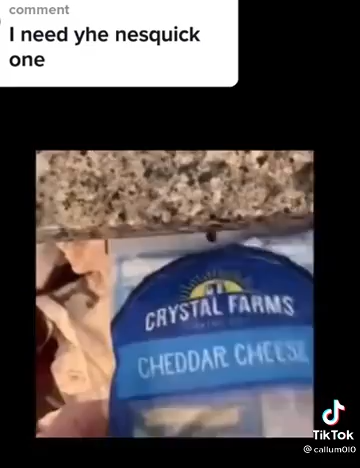 comment
I need yhe nesquick
one
CRYSTAL FARMS
CHEDDAR CHEESE
TikTok
@callum010